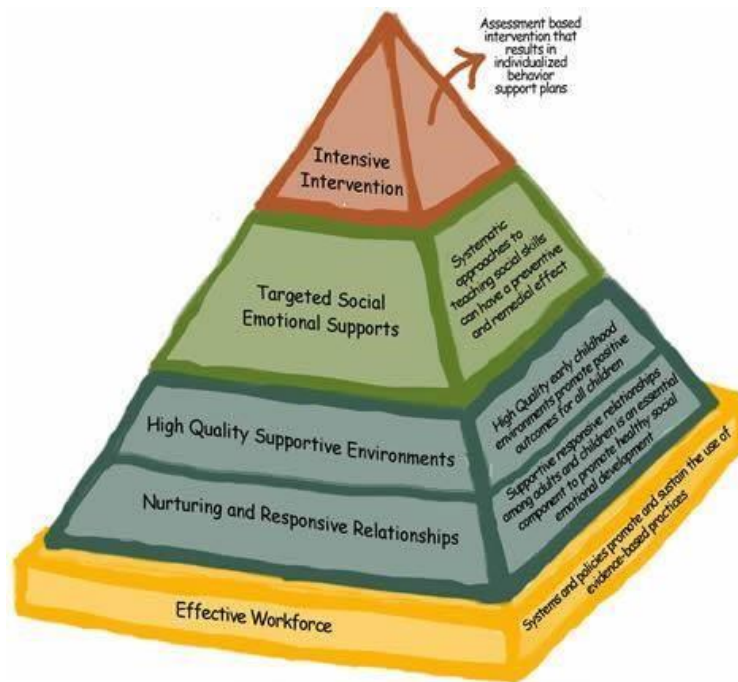 Assessment based
intervention that
results in
individualized
behavior
support plans
Intensive
Intervention
Systematic
approaches to
teaching social skills
can have a preventive
and remedial effect
Targeted Social
Emotional Supports
High Quality early childhood
environments promote positive
outcomes for all children
High Quality Supportive Environments
Supportive responsive relationships
among adults and children is an essential
component to promote healthy social
emotional development
Nurturing and Responsive Relationships
Systems and policies promote and sustain the use of
evidence-based practices
Effective Workforce